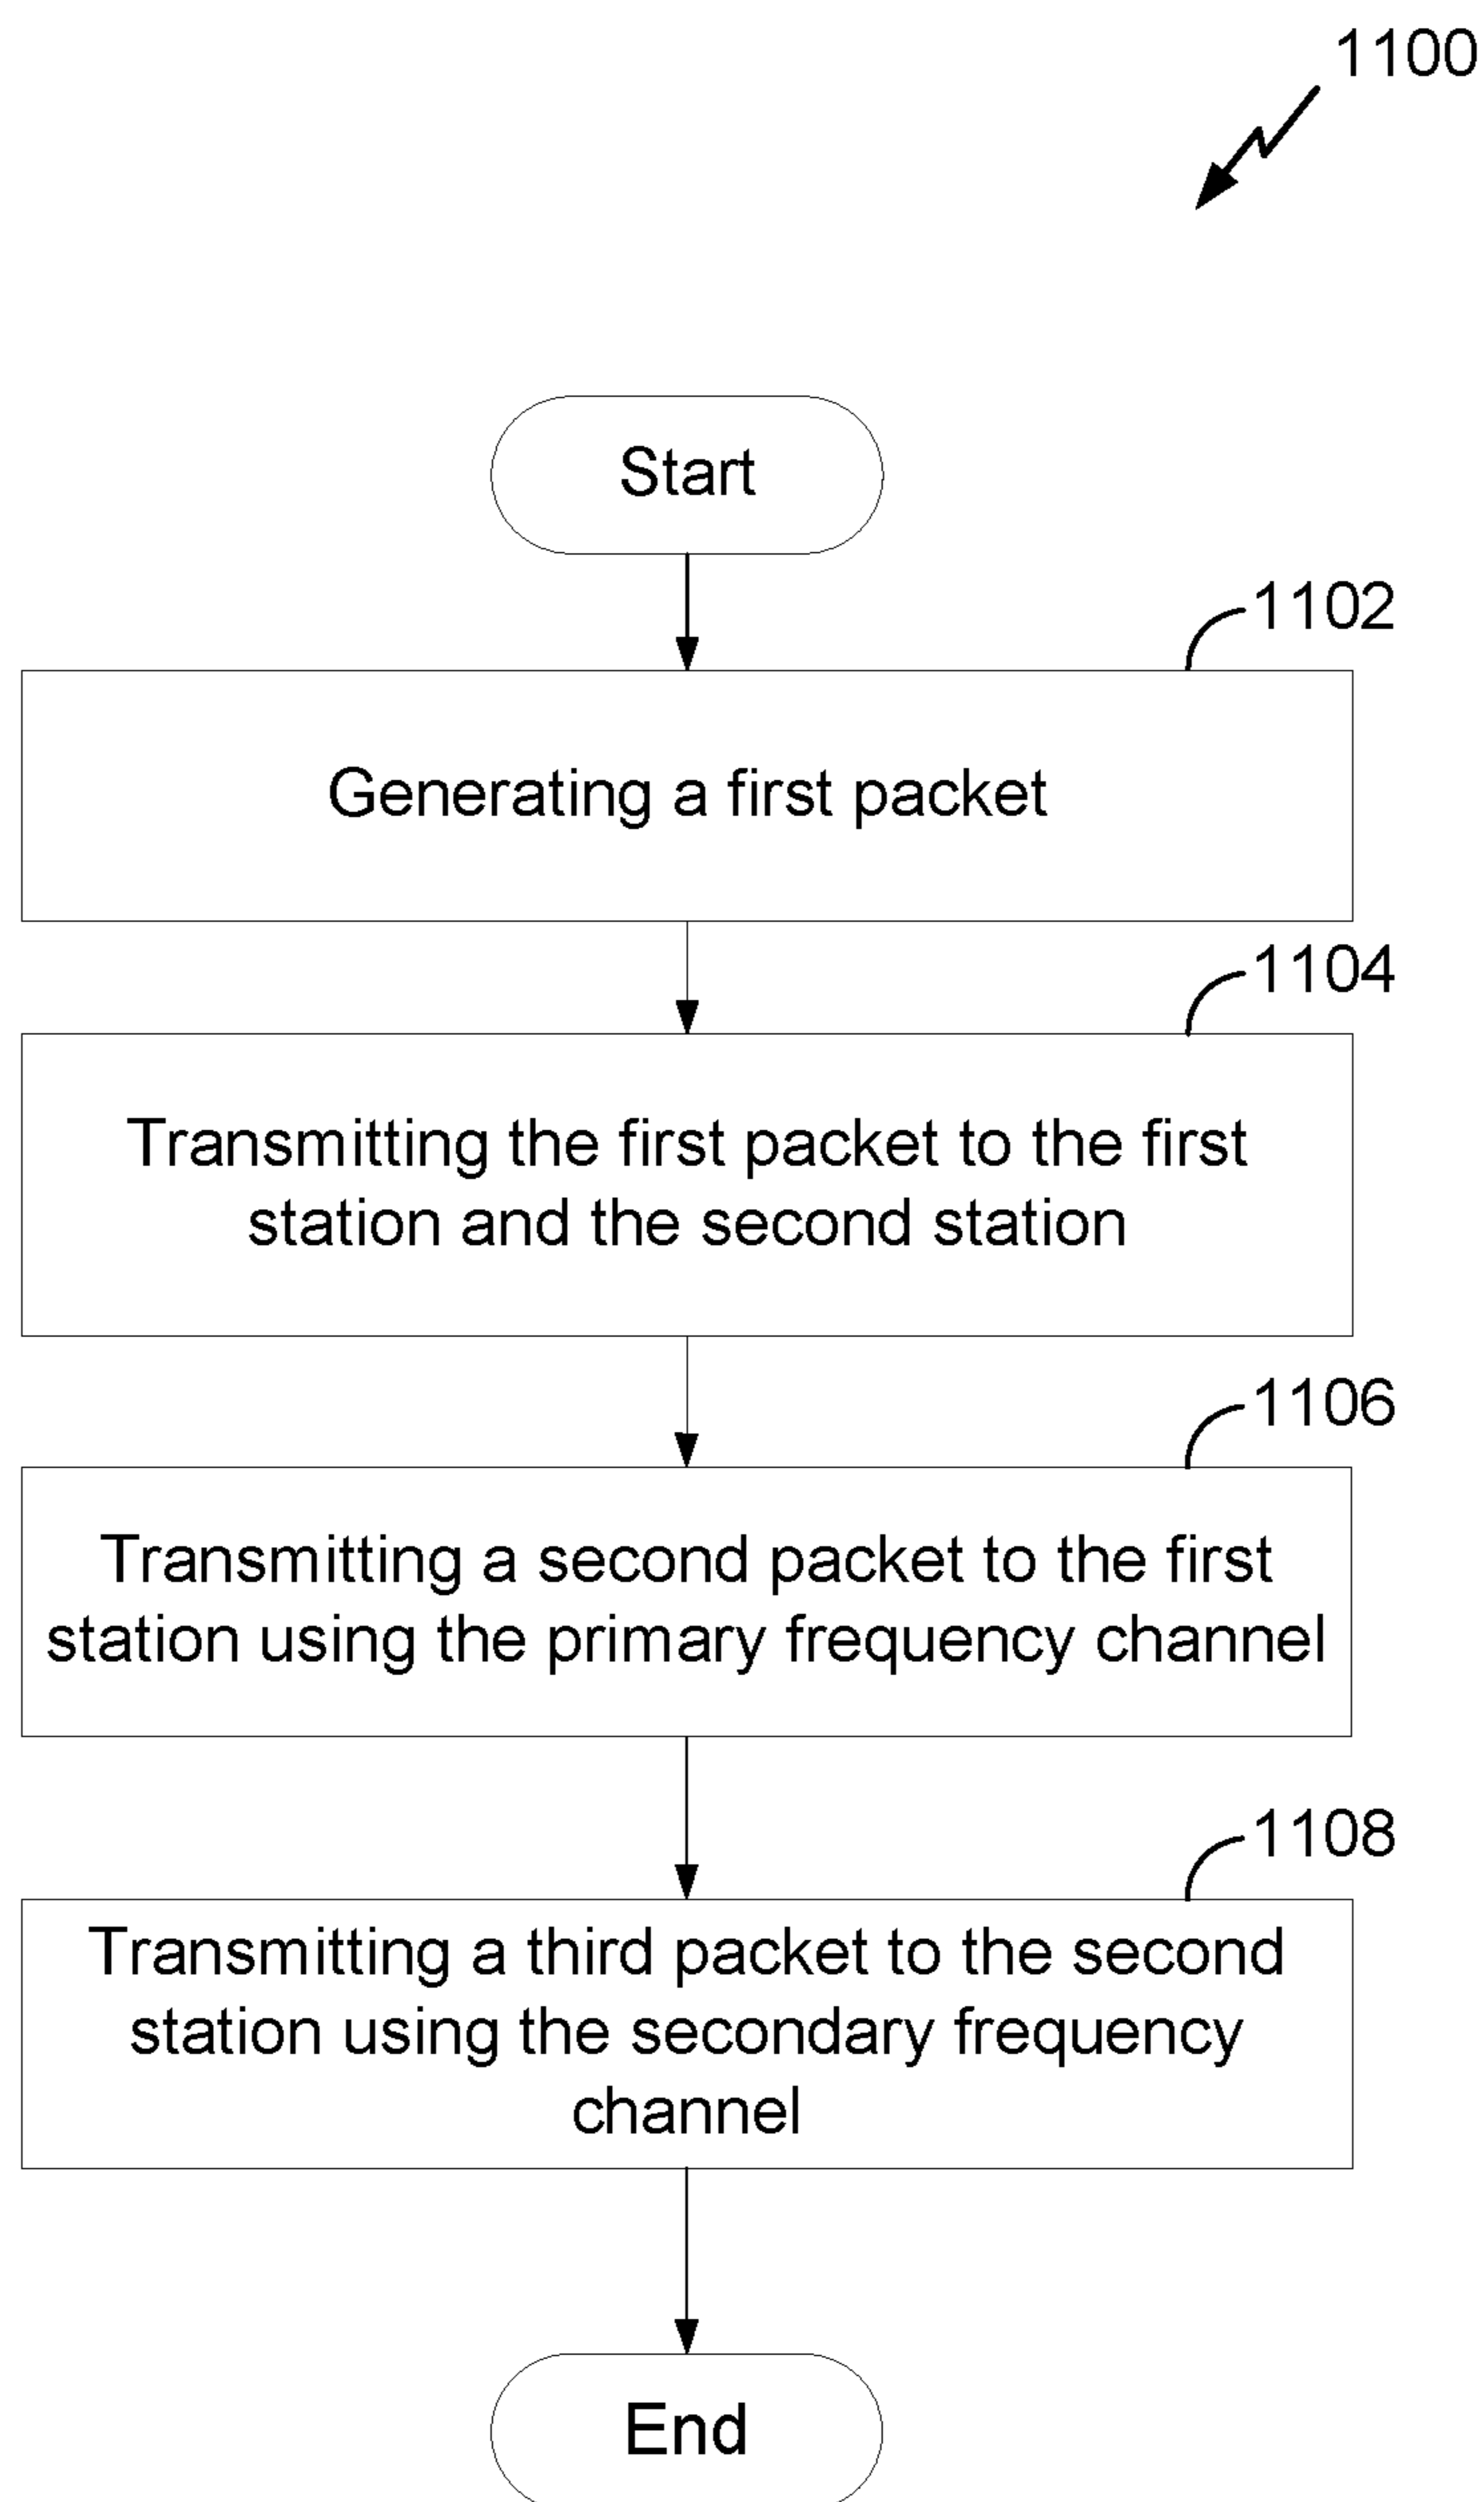 1100
Start
1102
Generating a first packet
1104
Transmitting the first packet to the first
station and the second station
1106
Transmitting a second packet to the first
station using the primary frequency channel
1108
Transmitting a third packet to the second
station using the secondary frequency
channel
End